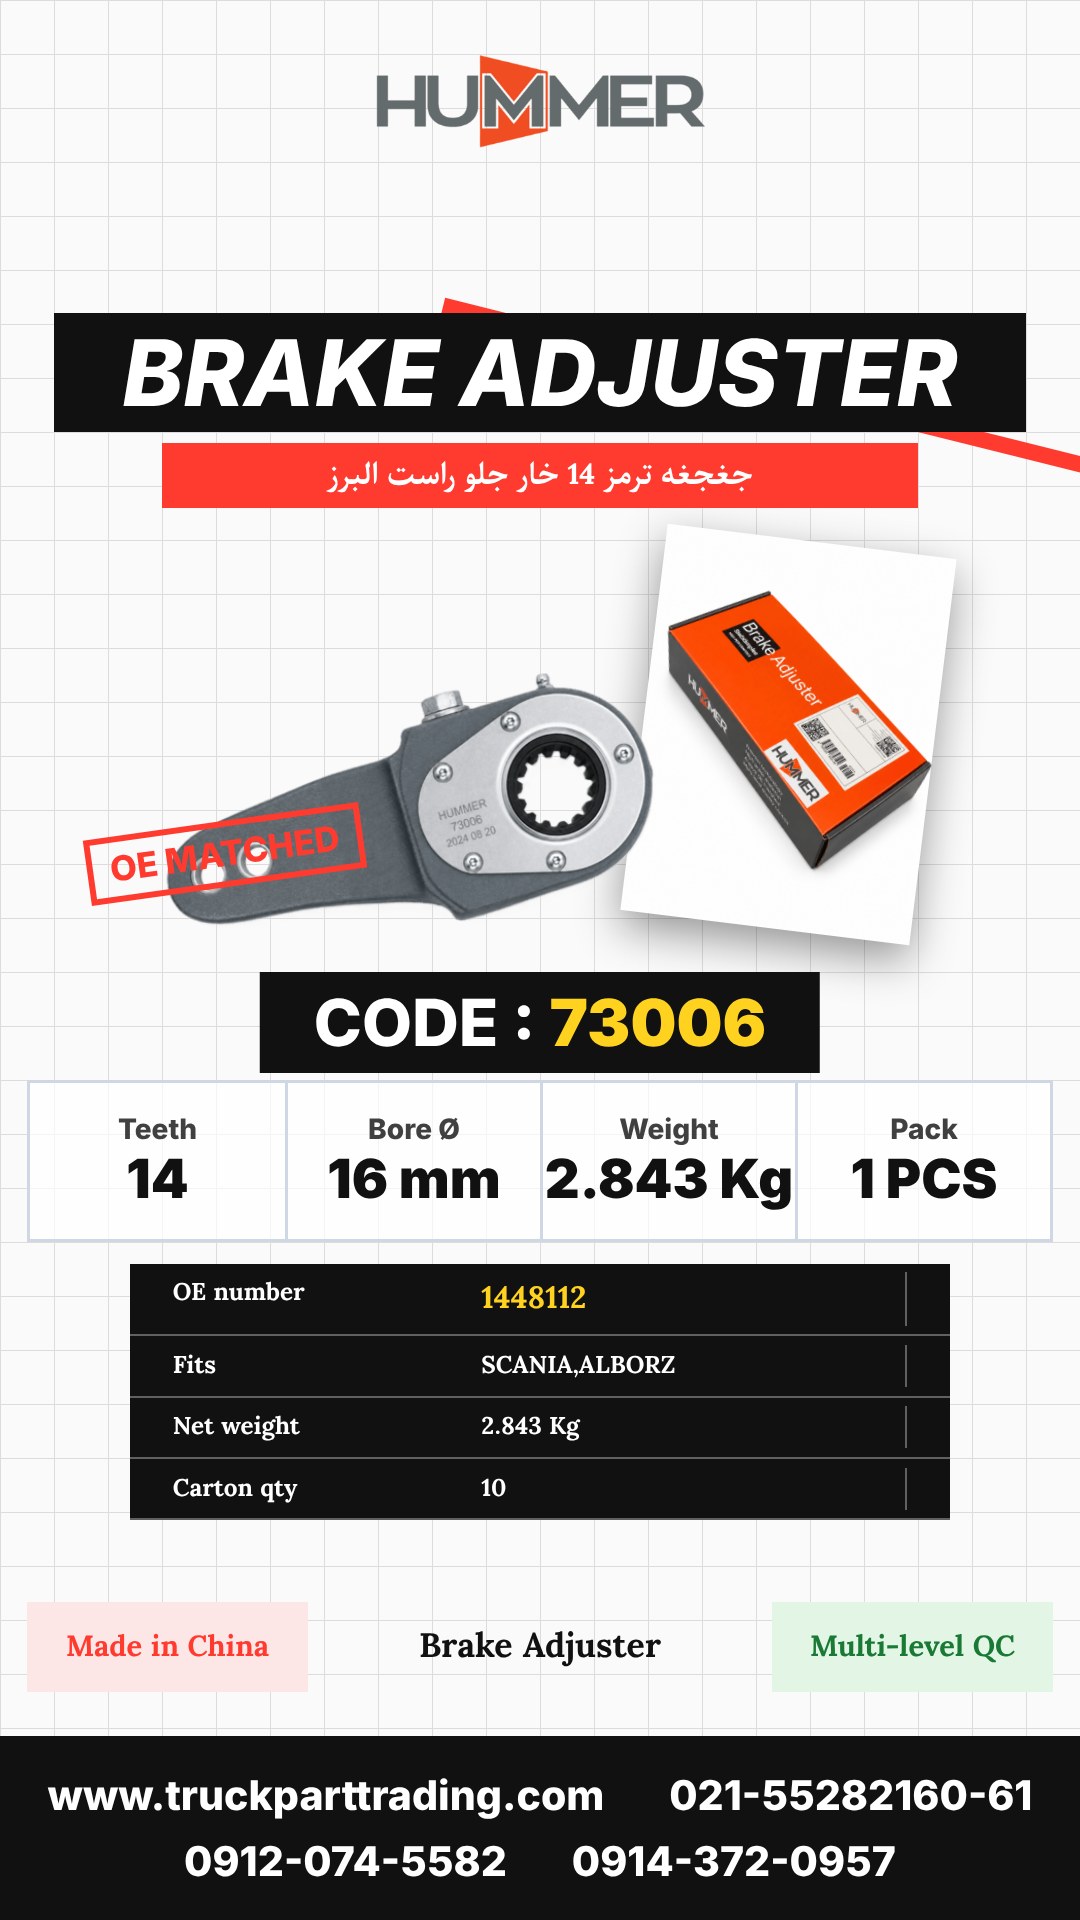 HUMMER
BRAKE ADJUSTER
جغجغه ترمز 14 خار جلو راست البرز
Brake Adjuster
HUMMER
HUMMER
HUMMER
73006
2024 08 20
OE MATCHED
CODE : 73006
Teeth
14
Bore Ø
16 mm
Weight
2.843 Kg
Pack
1 PCS
OE number 1448112
Fits SCANIA,ALBORZ
Net weight 2.843 Kg
Carton qty 10
Made in China
Brake Adjuster
Multi-level QC
www.truckparttrading.com 021-55282160-61
0912-074-5582 0914-372-0957